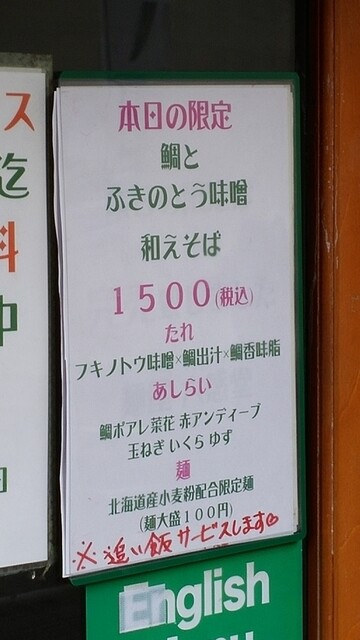 本日の限定
鯛と
ふきのとう味噌
和えそば
1500(税込)
たれ
フキノトウ味噌×鯛出汁×鯛香味脂
あしらい
鯛ポアレ菜花 赤アンディーブ
玉ねぎ いくら ゆず
麺
北海道産小麦粉配合限定麺
(麺大盛100円)
※追い飯サービスします
English
ス
迄
料
中